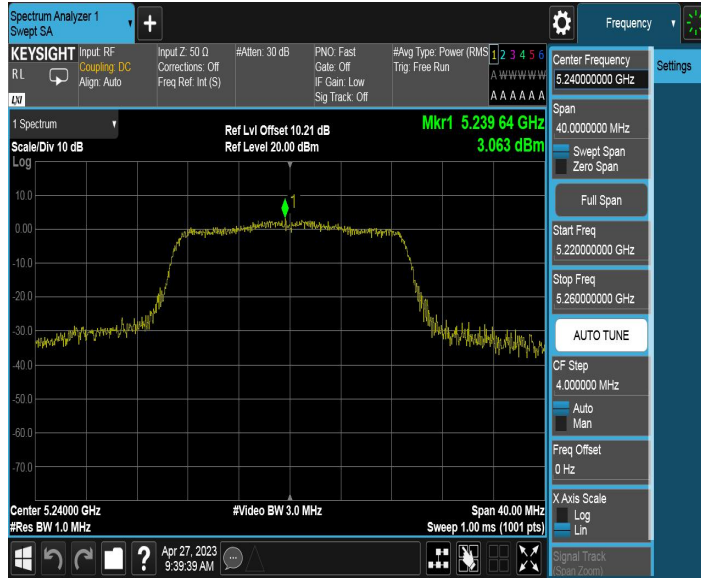 Spectrum Analyzer 1
Swept SA
+
Frequency
KEYSIGHT
RL
LXI
Input: RF
Coupling: DC
Align: Auto
Input Z: 50 Ω
Corrections: Off
Freq Ref: Int (S)
#Atten: 30 dB
PNO: Fast
Gate: Off
IF Gain: Low
Sig Track: Off
#Avg Type: Power (RMS
Trig: Free Run
1 2 3 4 5 6
A W W W W W
A A A A A A
Center Frequency
5.240000000 GHz
Settings
Span
40.0000000 MHz
Swept Span
Zero Span
Full Span
Start Freq
5.220000000 GHz
Stop Freq
5.260000000 GHz
AUTO TUNE
CF Step
4.000000 MHz
Auto
Man
Freq Offset
0 Hz
X Axis Scale
Log
Lin
Signal Track
(Span Zoom)
1 Spectrum
Scale/Div 10 dB
Ref Lvl Offset 10.21 dB
Ref Level 20.00 dBm
Mkr1 5.239 64 GHz
3.063 dBm
Log
10.0
0.00
-10.0
-20.0
-30.0
-40.0
-50.0
-60.0
-70.0
1
Center 5.24000 GHz
#Res BW 1.0 MHz
#Video BW 3.0 MHz
Span 40.00 MHz
Sweep 1.00 ms (1001 pts)
?
Apr 27, 2023
9:39:39 AM